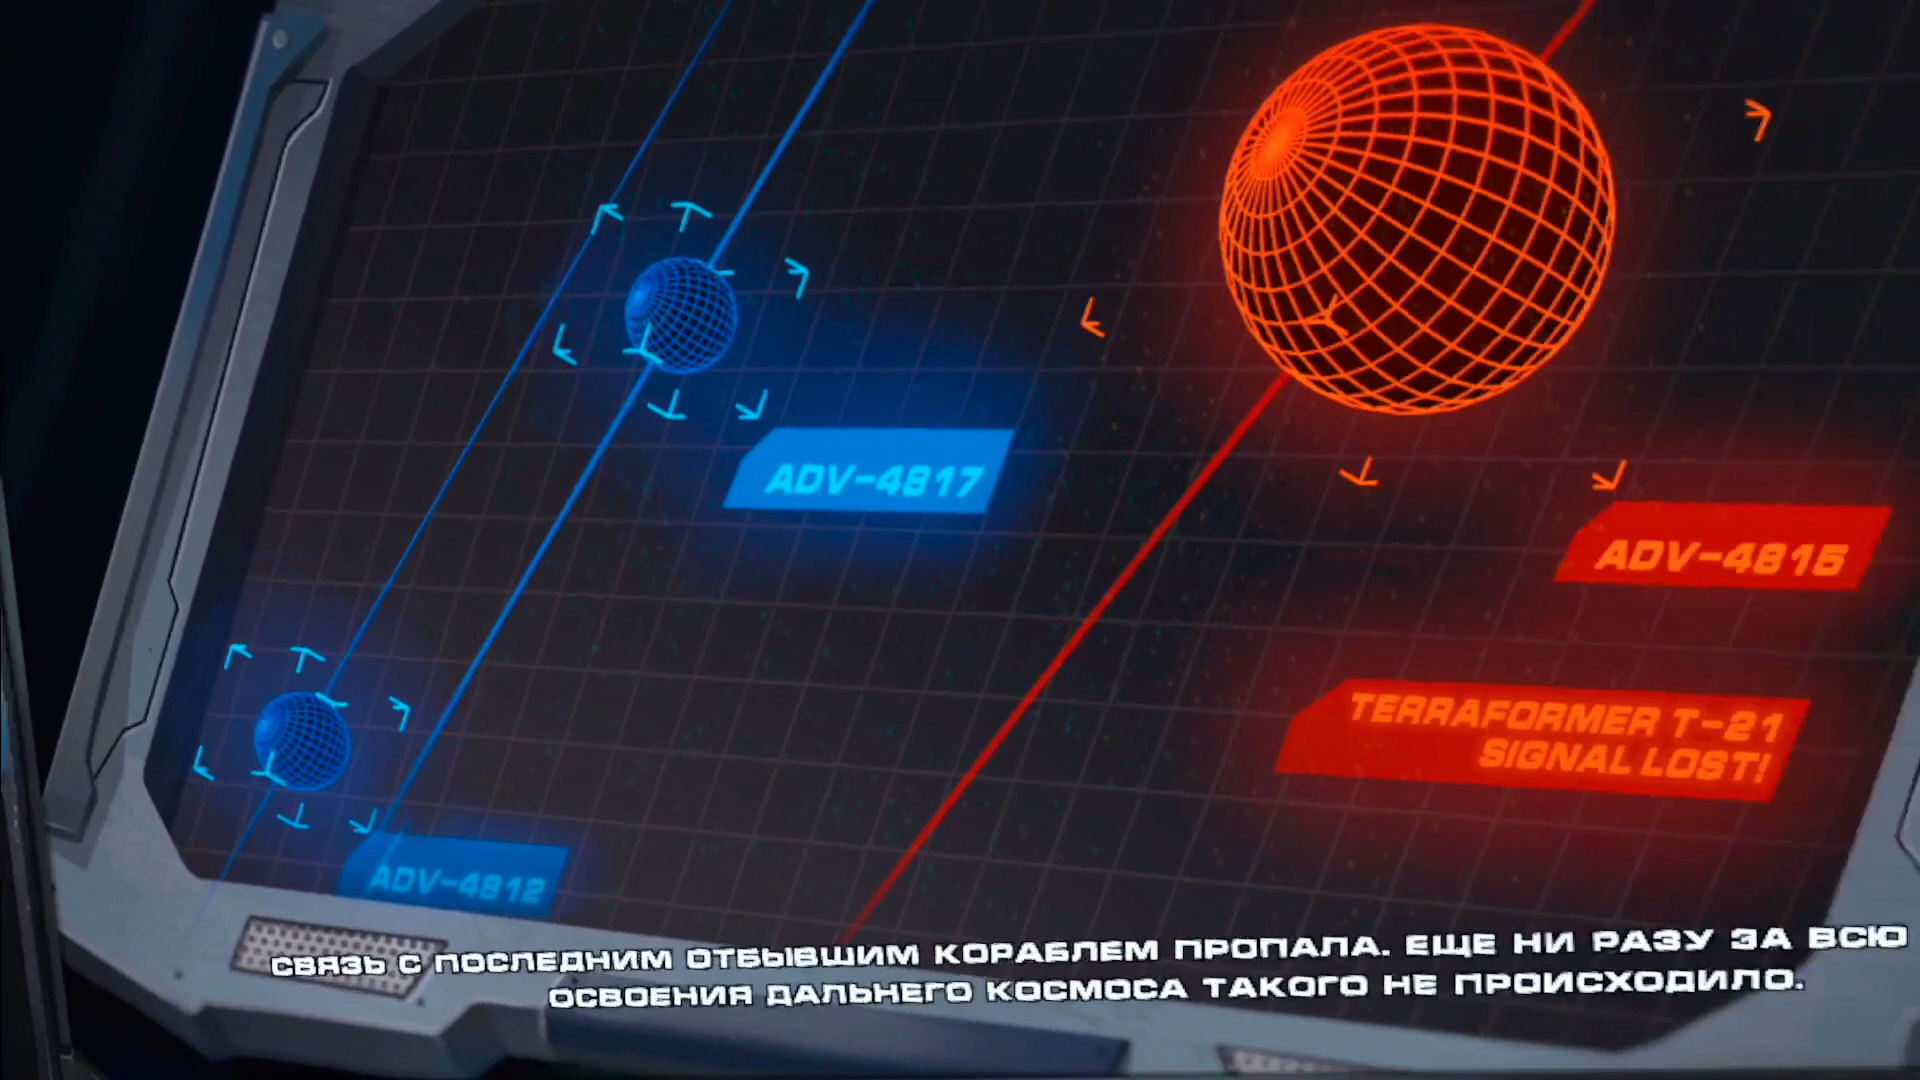 ADV-4817
ADV-4815
TERRAFORMER T-21
SIGNAL LOST!
ADV-4812
СВЯЗЬ С ПОСЛЕДНИМ ОТБЫВШИМ КОРАБЛЕМ ПРОПАЛА. ЕЩЕ НИ РАЗУ ЗА ВСЮ
ОСВОЕНИЯ ДАЛЬНЕГО КОСМОСА ТАКОГО НЕ ПРОИСХОДИЛО.